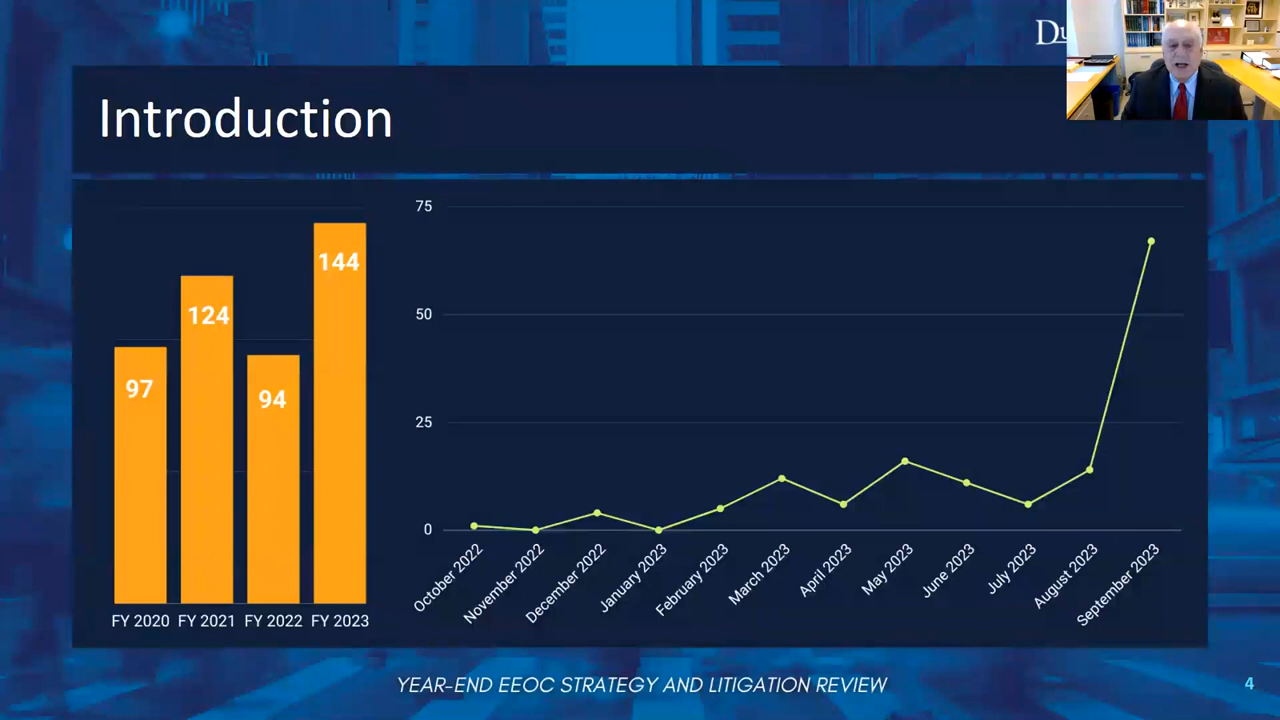 Introduction
144
124
97
94
FY 2020 FY 2021 FY 2022 FY 2023
75
50
25
0
October 2022
November 2022
December 2022
January 2023
February 2023
March 2023
April 2023
May 2023
June 2023
July 2023
August 2023
September 2023
YEAR-END EEOC STRATEGY AND LITIGATION REVIEW
4